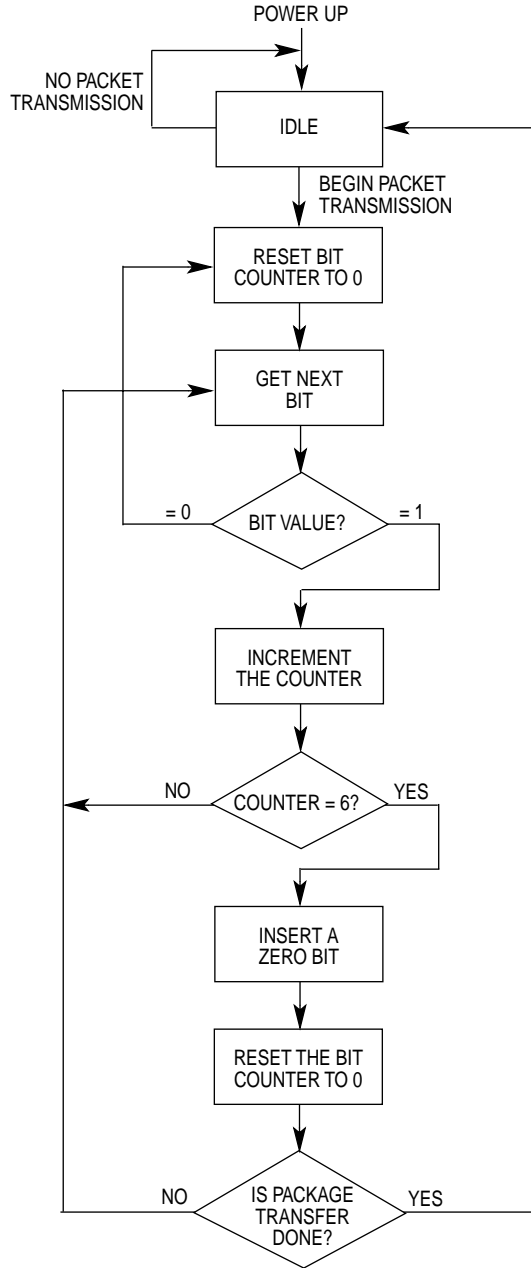 POWER UP
NO PACKET
TRANSMISSION
IDLE
BEGIN PACKET
TRANSMISSION
RESET BIT
COUNTER TO 0
GET NEXT
BIT
= 0
BIT VALUE?
= 1
INCREMENT
THE COUNTER
NO
COUNTER = 6?
YES
INSERT A
ZERO BIT
RESET THE BIT
COUNTER TO 0
NO
IS PACKAGE
TRANSFER
DONE?
YES